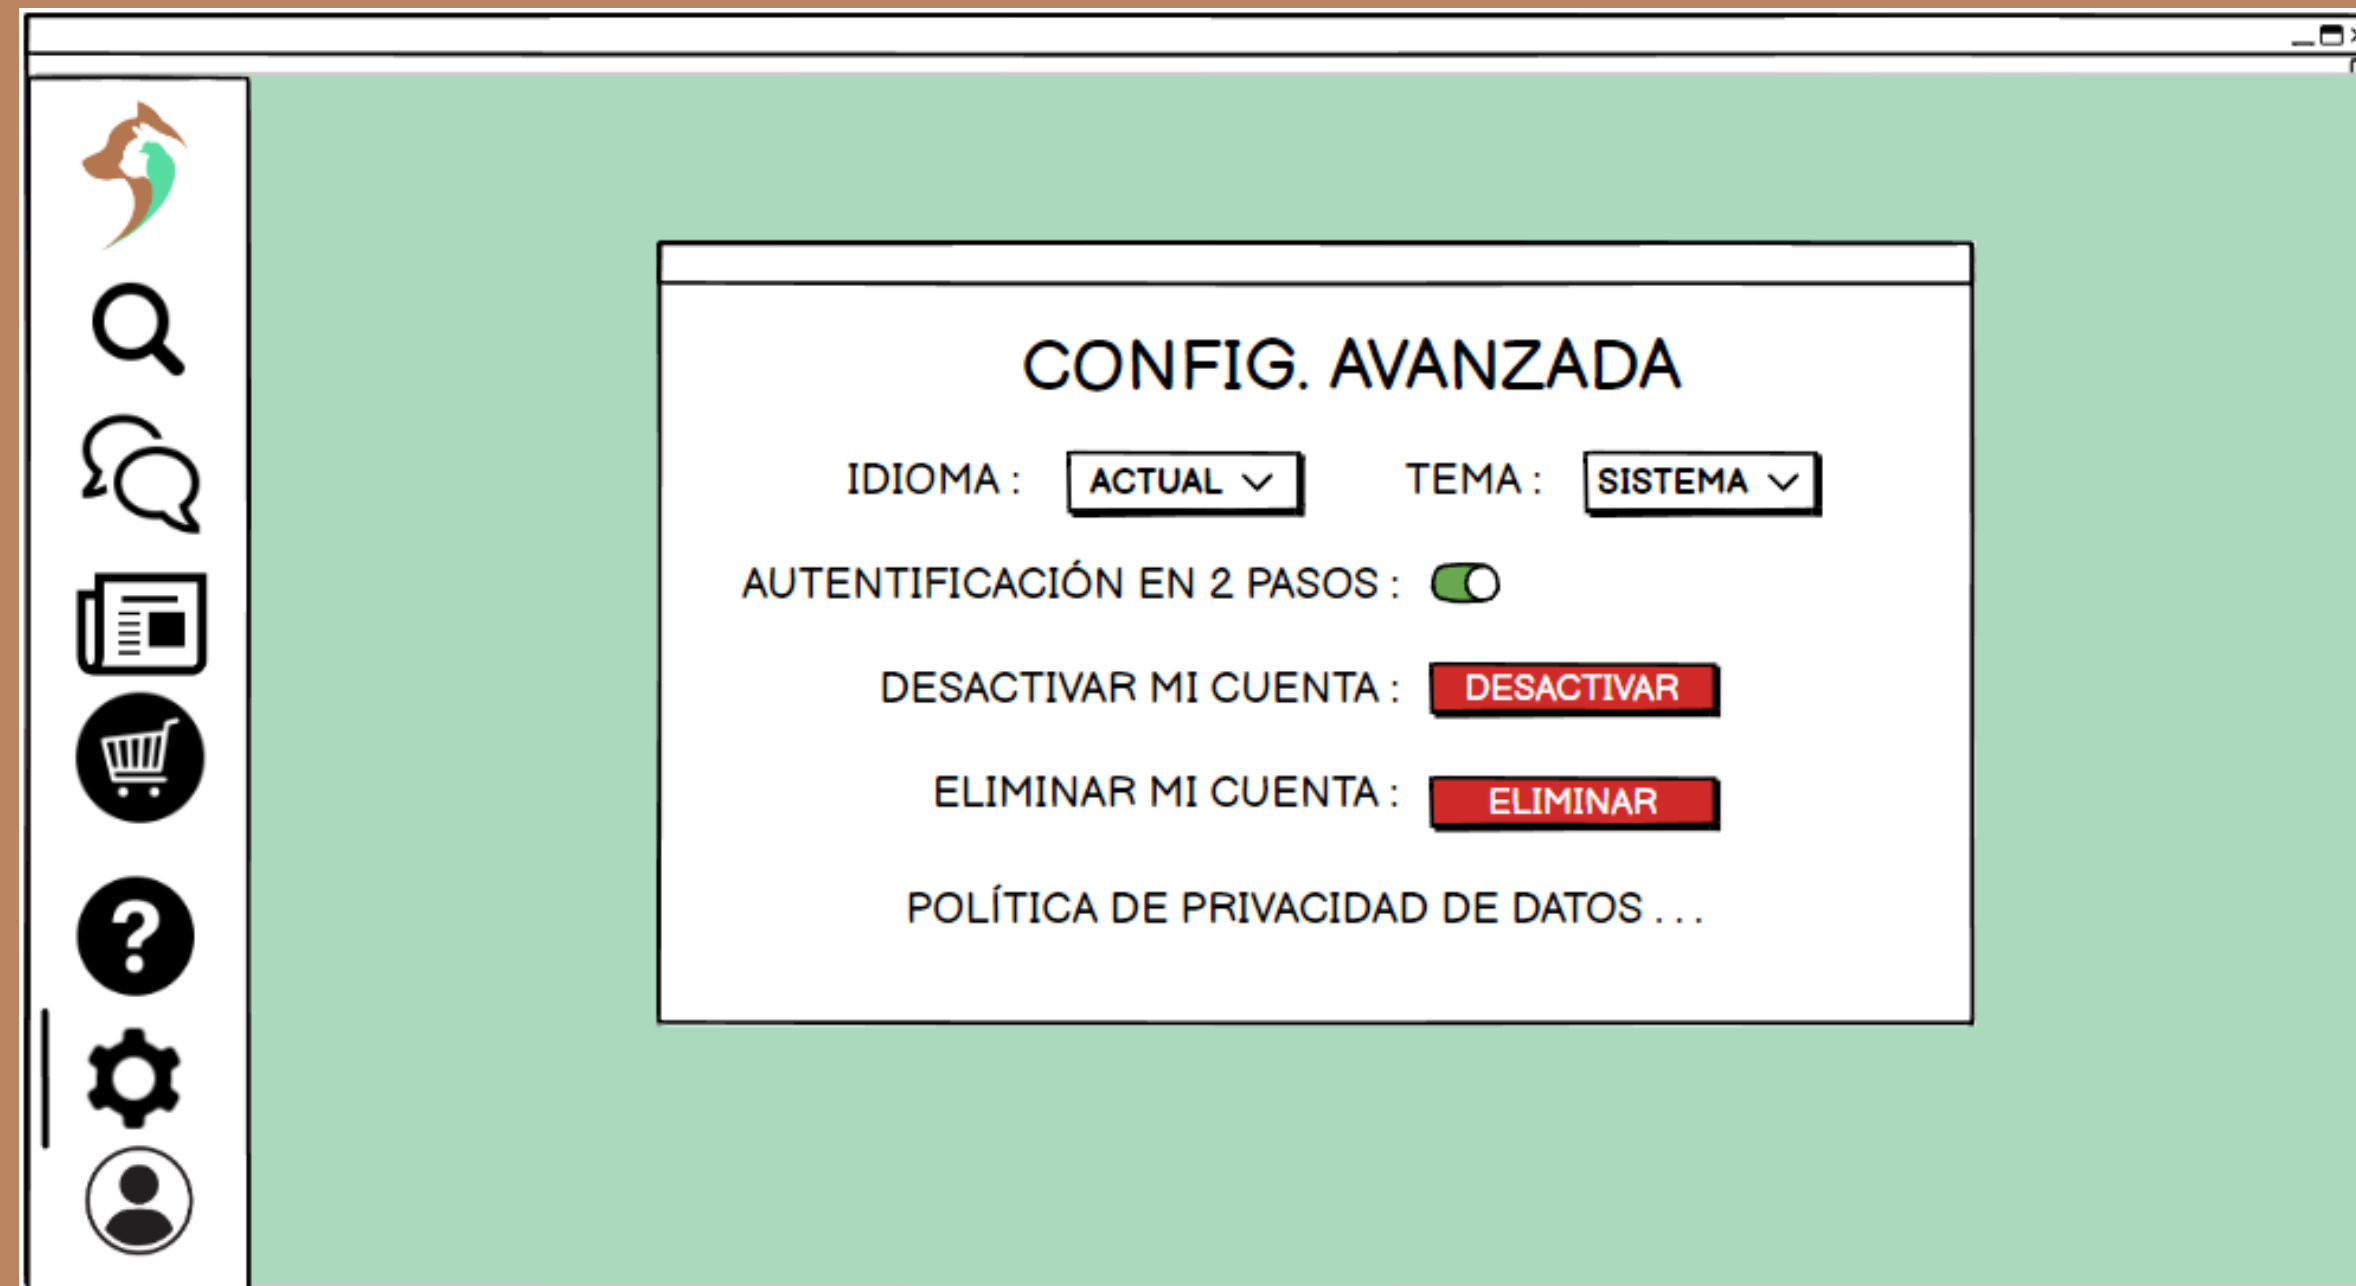 CONFIG. AVANZADA
IDIOMA : ACTUAL TEMA : SISTEMA
AUTENTIFICACIÓN EN 2 PASOS :
DESACTIVAR MI CUENTA : DESACTIVAR
ELIMINAR MI CUENTA : ELIMINAR
POLÍTICA DE PRIVACIDAD DE DATOS . . .